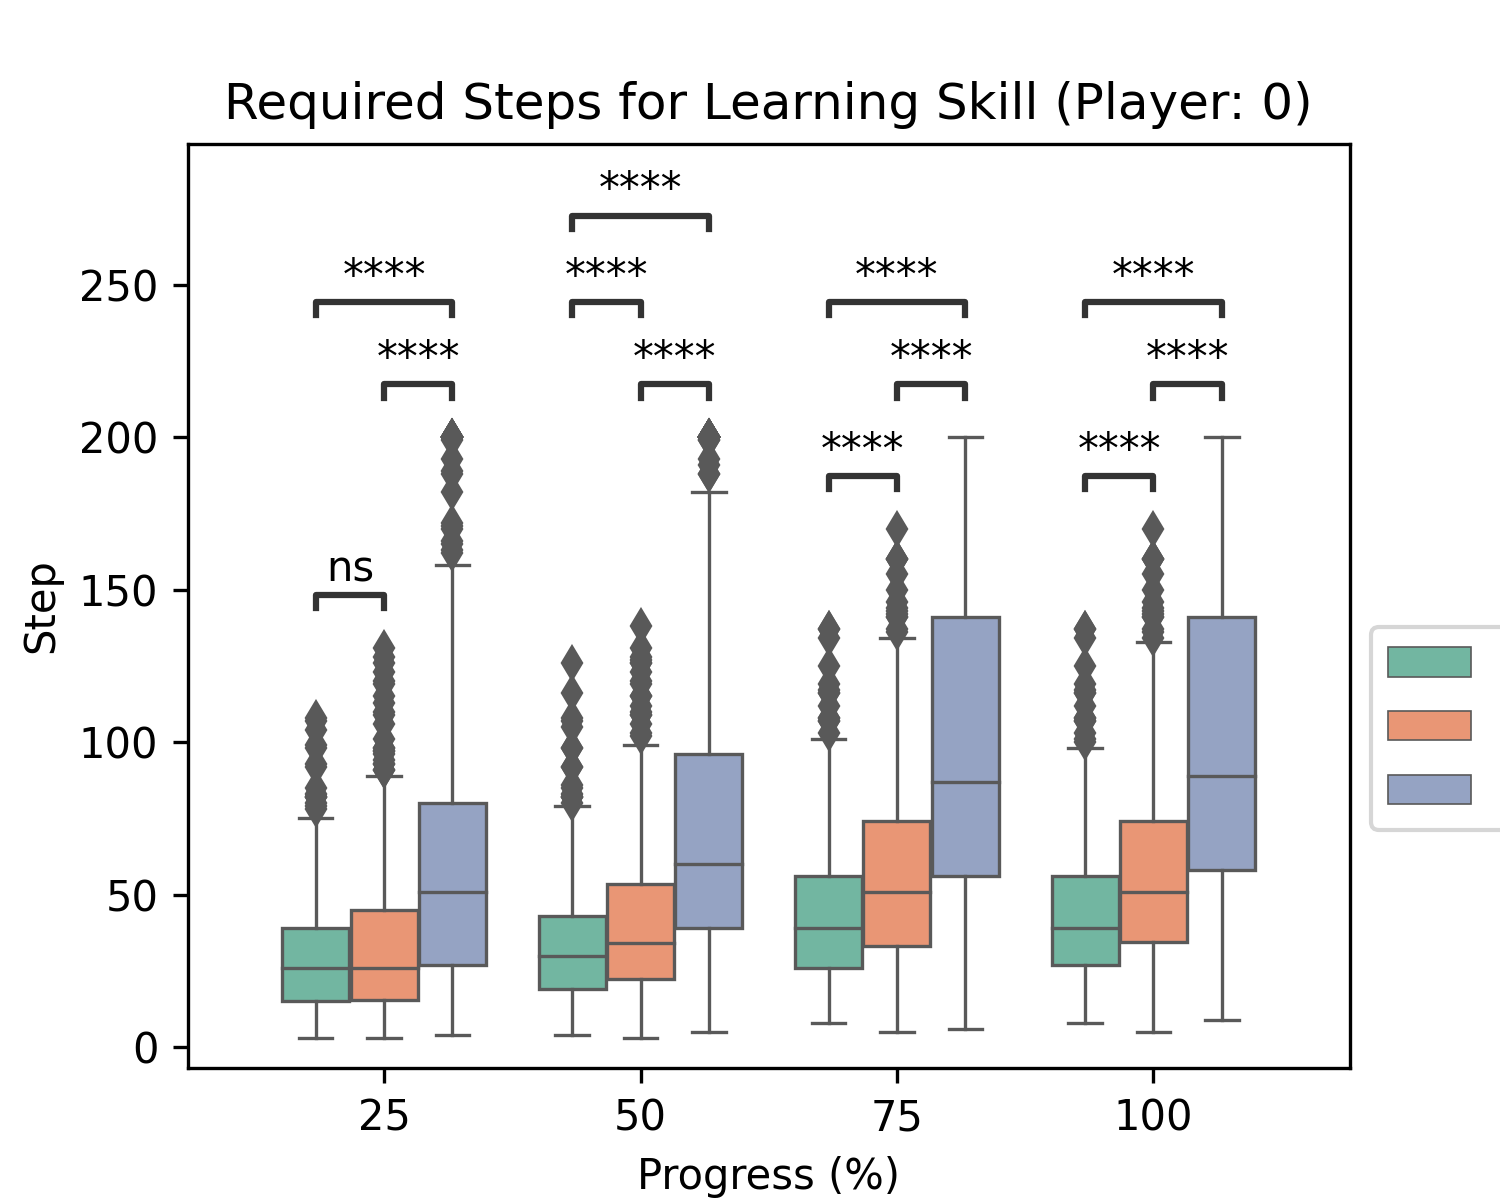 Required Steps for Learning Skill (Player: 0)
****
**** **** **** ****
**** **** **** ****
**** ****
ns
250
200
150
100
50
0
Step
25 50 75 100
Progress (%)